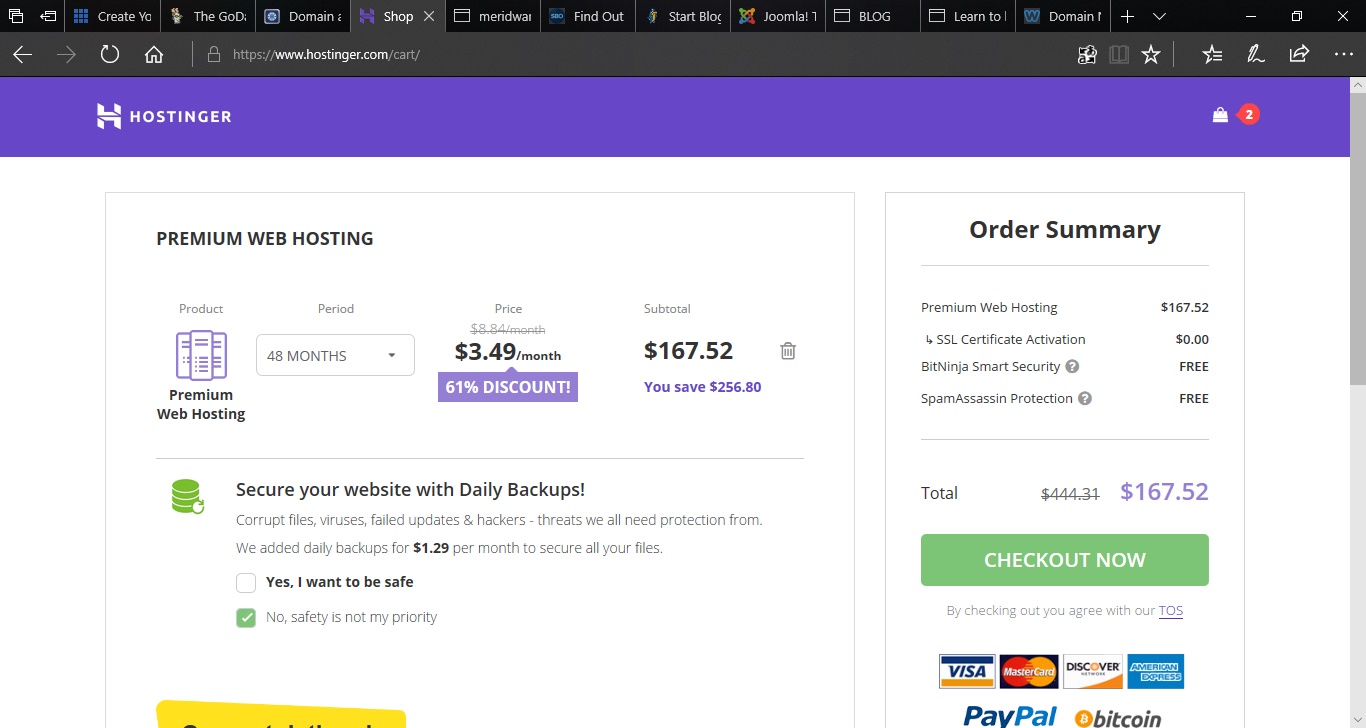 Create Yo
The GoDa
Domain a
Shop
meridwar
Find Out
Start Blog
Joomla! T
BLOG
Learn to
Domain N
https://www.hostinger.com/cart/
HOSTINGER
2
PREMIUM WEB HOSTING
Product
Period
Price
Subtotal
$8.84/month
48 MONTHS
$3.49/month
$167.52
61% DISCOUNT!
You save $256.80
Premium
Web Hosting
Secure your website with Daily Backups!
Corrupt files, viruses, failed updates & hackers - threats we all need protection from.
We added daily backups for $1.29 per month to secure all your files.
Yes, I want to be safe
No, safety is not my priority
Order Summary
Premium Web Hosting $167.52
↳ SSL Certificate Activation $0.00
BitNinja Smart Security ? FREE
SpamAssassin Protection ? FREE
Total $444.31 $167.52
CHECKOUT NOW
By checking out you agree with our TOS
VISA
MasterCard
DISCOVER
NETWORK
AMERICAN
EXPRESS
PayPal
bitcoin